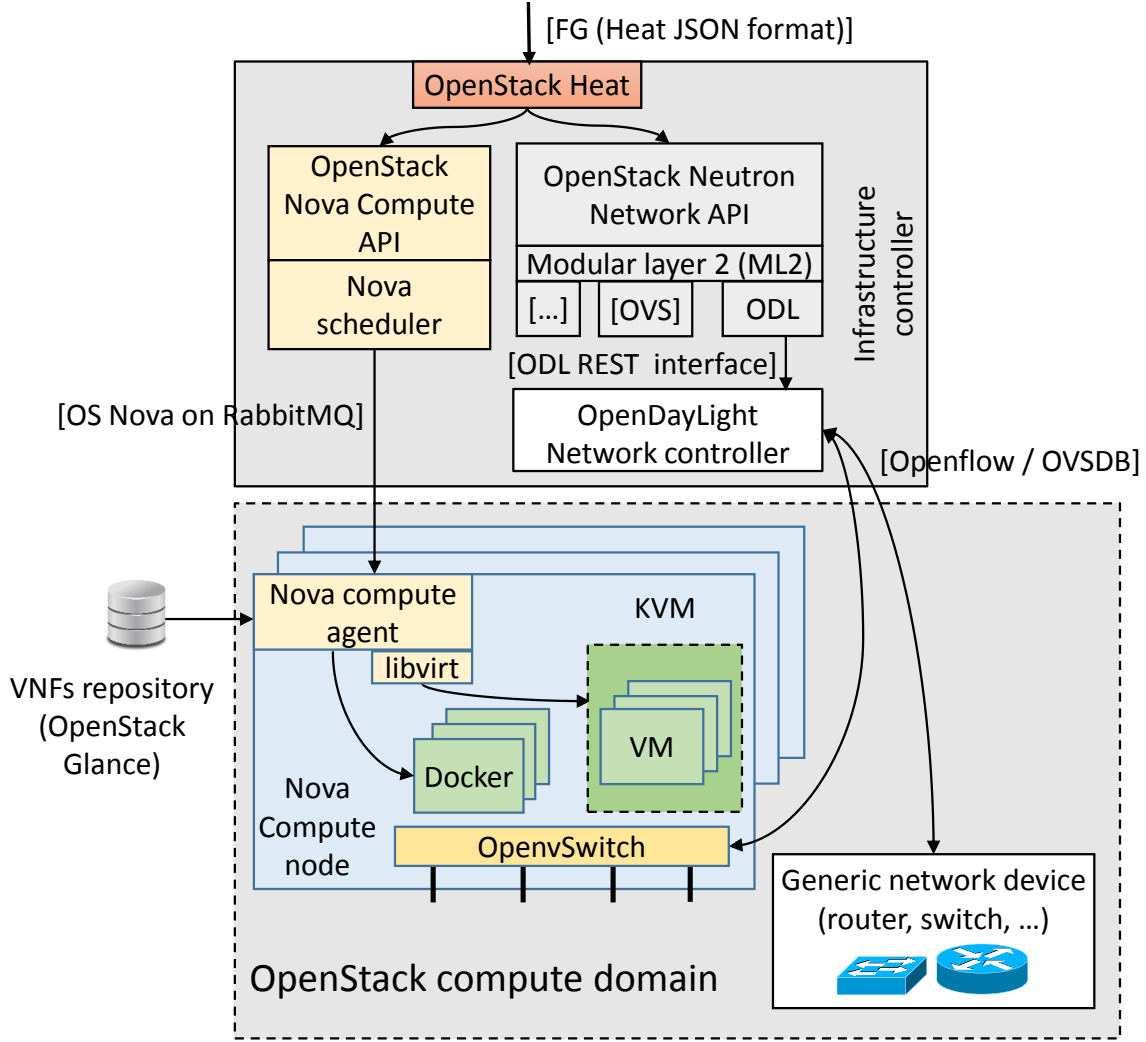 [FG (Heat JSON format)]
OpenStack Heat
OpenStack
Nova Compute
API
Nova
scheduler
OpenStack Neutron
Network API
Modular layer 2 (ML2)
[...]
[OVS]
ODL
Infrastructure
controller
[ODL REST interface]
[OS Nova on RabbitMQ]
OpenDayLight
Network controller
[Openflow / OVSDB]
Nova compute
agent
libvirt
KVM
VNFs repository
(OpenStack
Glance)
VM
Docker
Nova
Compute
node
OpenvSwitch
Generic network device
(router, switch, ...)
OpenStack compute domain